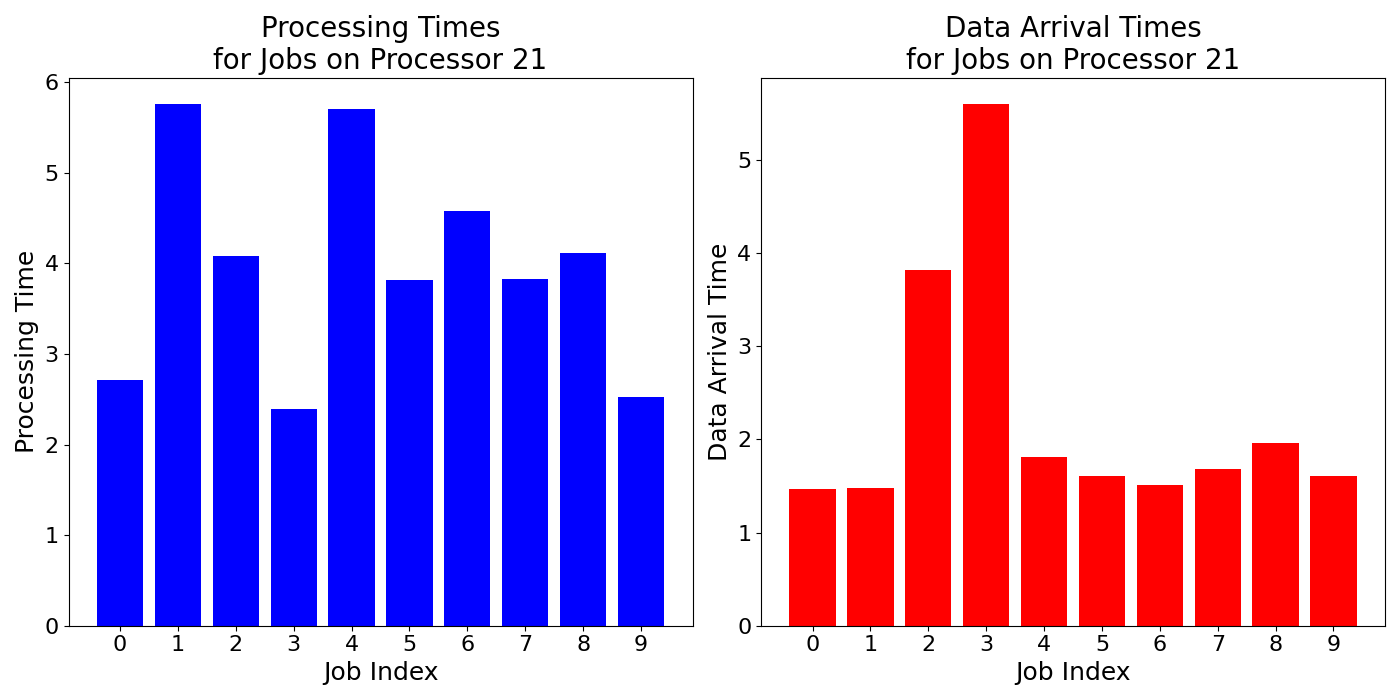 Processing Times
for Jobs on Processor 21
Processing Time
6
5
4
3
2
1
0
0 1 2 3 4 5 6 7 8 9
Job Index
Data Arrival Times
for Jobs on Processor 21
Data Arrival Time
5
4
3
2
1
0
0 1 2 3 4 5 6 7 8 9
Job Index